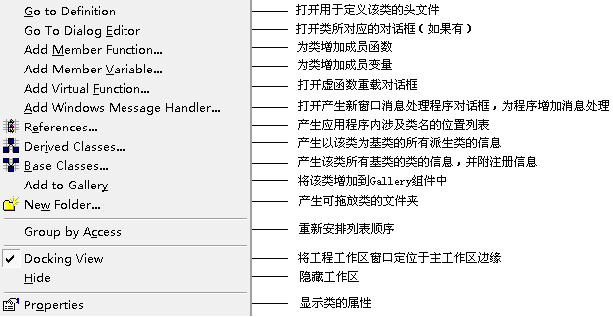 Go to Definition 打开用于定义该类的头文件
Go To Dialog Editor 打开类所对应的对话框(如果有)
Add Member Function... 为类增加成员函数
Add Member Variable... 为类增加成员变量
Add Virtual Function... 打开虚函数重载对话框
Add Windows Message Handler... 打开产生新窗口消息处理程序对话框,为程序增加消息处理
References... 产生应用程序内涉及类名的位置列表
Derived Classes... 产生以该类为基类的所有派生类的信息
Base Classes... 产生该类所有基类的类的信息,并附注册信息
Add to Gallery 将该类增加到Gallery组件中
New Folder... 产生可拖放类的文件夹
Group by Access 重新安排列表顺序
Docking View 将工程工作区窗口定位于主工作区边缘
Hide 隐藏工作区
Properties 显示类的属性